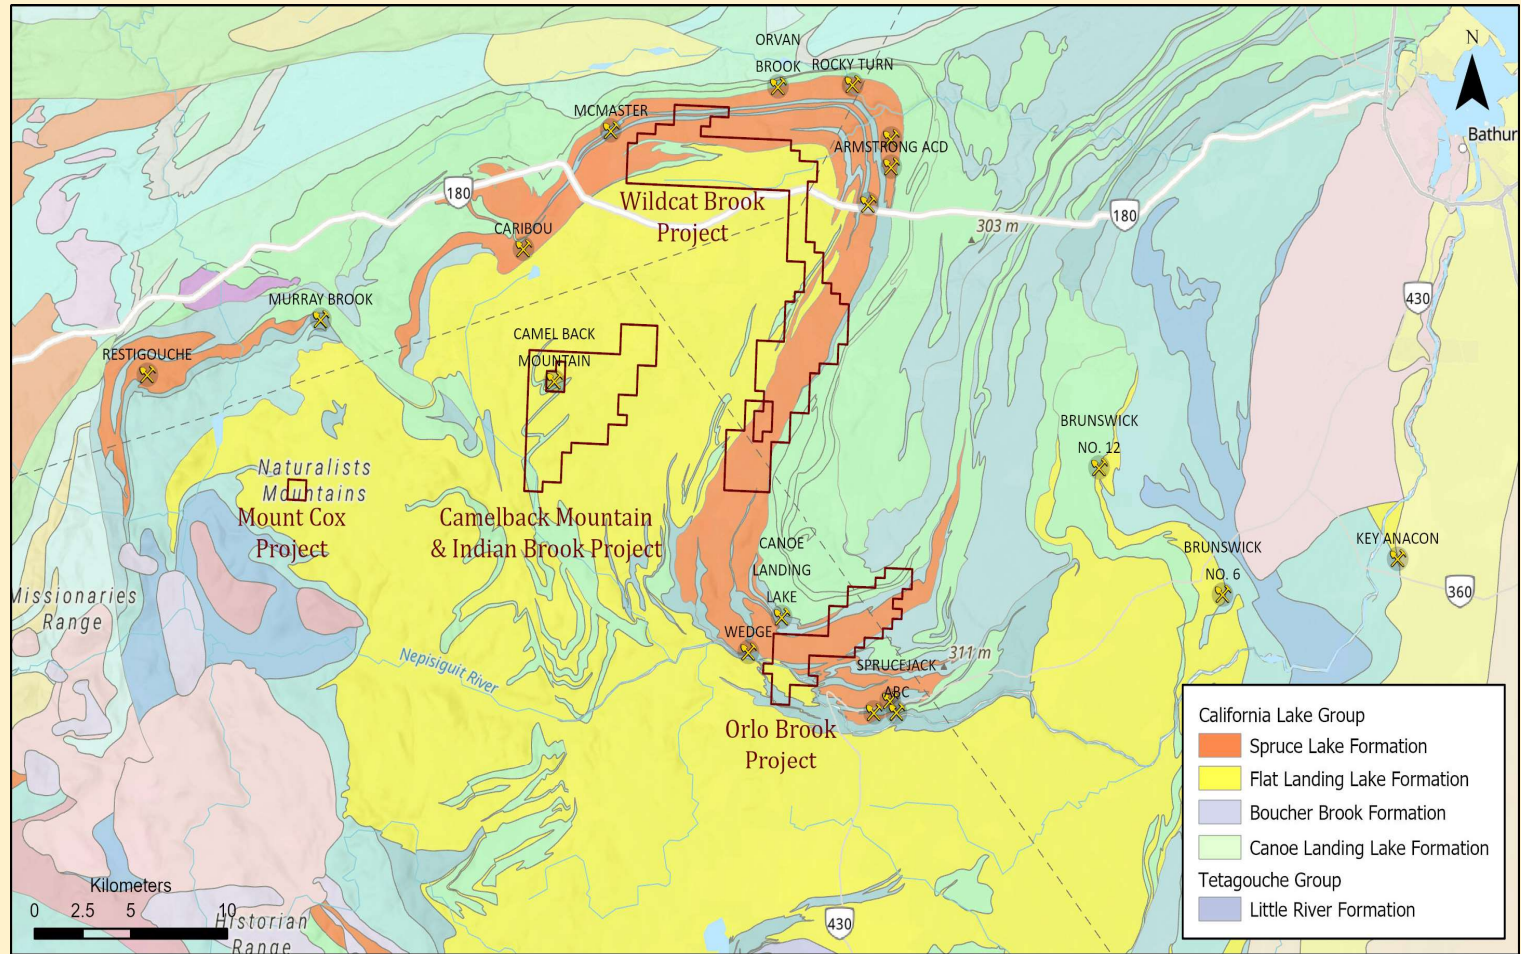 ORVAN
BROOK
ROCKY TURN
N
MCMASTER
Bathur
ARMSTRONG ACD
180
Wildcat Brook
Project
180
303 m
CARIBOU
MURRAY BROOK
430
CAMEL BACK
MOUNTAIN
RESTIGOUCHE
BRUNSWICK
NO. 12
Naturalists
Mountains
Mount Cox
Project
Camelback Mountain
& Indian Brook Project
CANOE
LANDING
LAKE
KEY ANACON
BRUNSWICK
NO. 6
360
Missionaries
Range
WEDGE
Nepisiguit River
311 m
SPRUCEJACK
ABC
Orlo Brook
Project
California Lake Group
Spruce Lake Formation
Flat Landing Lake Formation
Boucher Brook Formation
Canoe Landing Lake Formation
Tetagouche Group
Little River Formation
Kilometers
0 2.5 5 10
Historian
Range
430